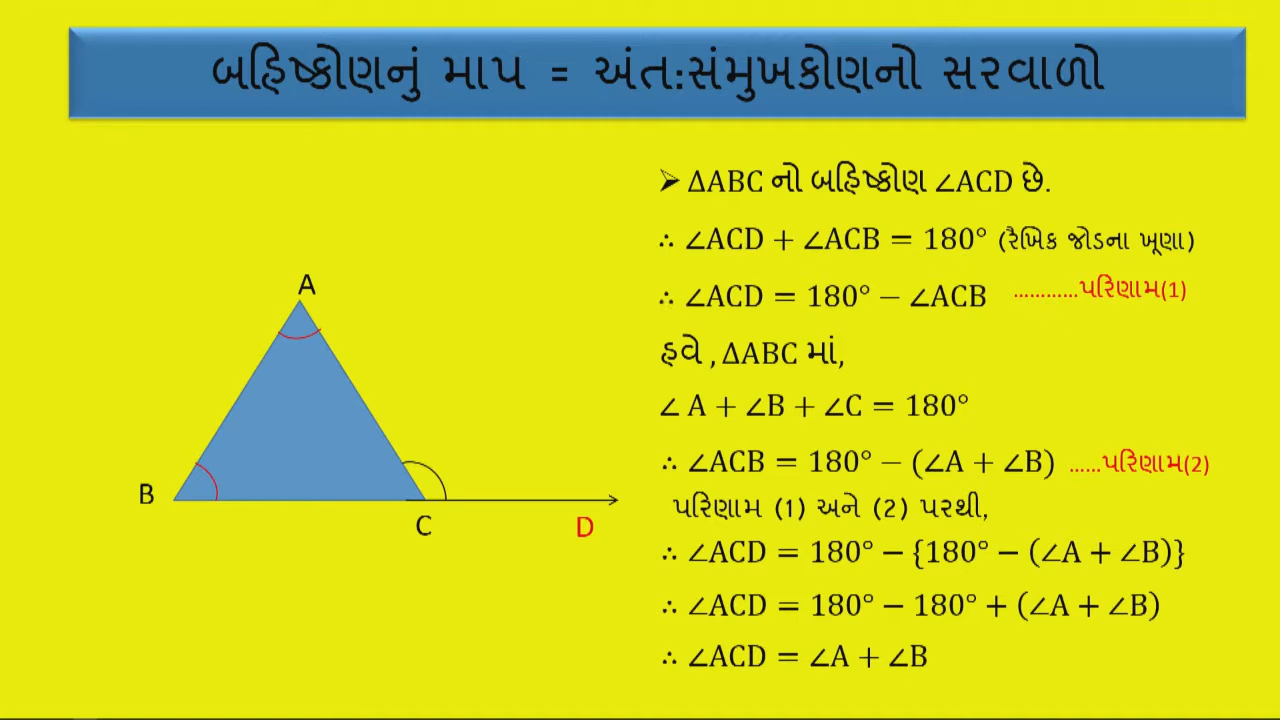 બહિષ્કોણનું માપ = અંત:સંમુખકોણનો સરવાળો
➢ ΔABC નો બહિષ્કોણ ∠ACD છે.
∴ ∠ACD + ∠ACB = 180° (રૈખિક જોડના ખૂણા)
∴ ∠ACD = 180° − ∠ACB ............પરિણામ(1)
હવે , ΔABC માં,
∠ A + ∠B + ∠C = 180°
∴ ∠ACB = 180° − (∠A + ∠B) ......પરિણામ(2)
પરિણામ (1) અને (2) પરથી,
∴ ∠ACD = 180° − {180° − (∠A + ∠B)}
∴ ∠ACD = 180° − 180° + (∠A + ∠B)
∴ ∠ACD = ∠A + ∠B
A
B
C
D